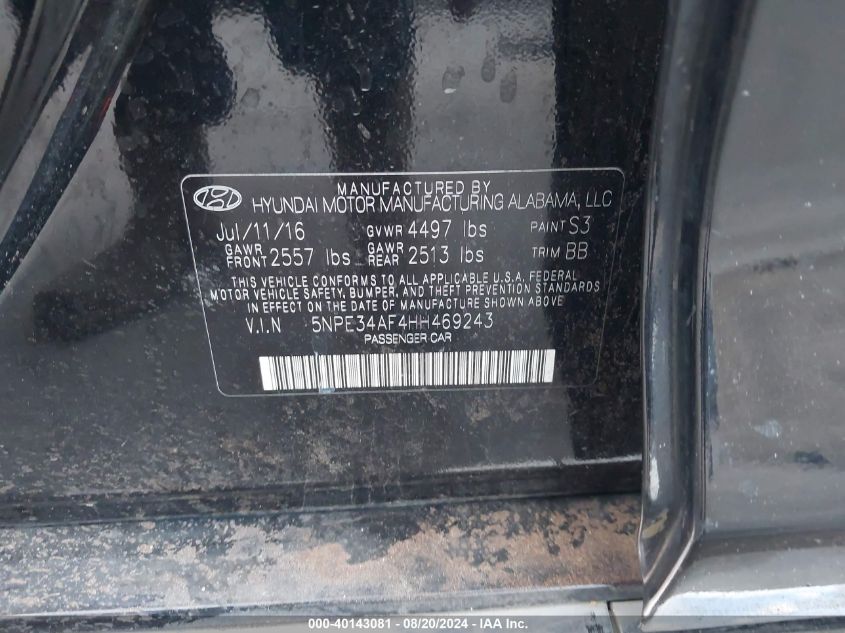 MANUFACTURED BY
HYUNDAI MOTOR MANUFACTURING ALABAMA, LLC
Jul/11/16 GVWR 4497 lbs PAINT S3
GAWR FRONT 2557 lbs GAWR REAR 2513 lbs TRIM BB
THIS VEHICLE CONFORMS TO ALL APPLICABLE U.S.A. FEDERAL
MOTOR VEHICLE SAFETY, BUMPER, AND THEFT PREVENTION STANDARDS
IN EFFECT ON THE DATE OF MANUFACTURE SHOWN ABOVE
V.I.N 5NPE34AF4HH469243
PASSENGER CAR
000-40143081 - 08/20/2024 - IAA Inc.